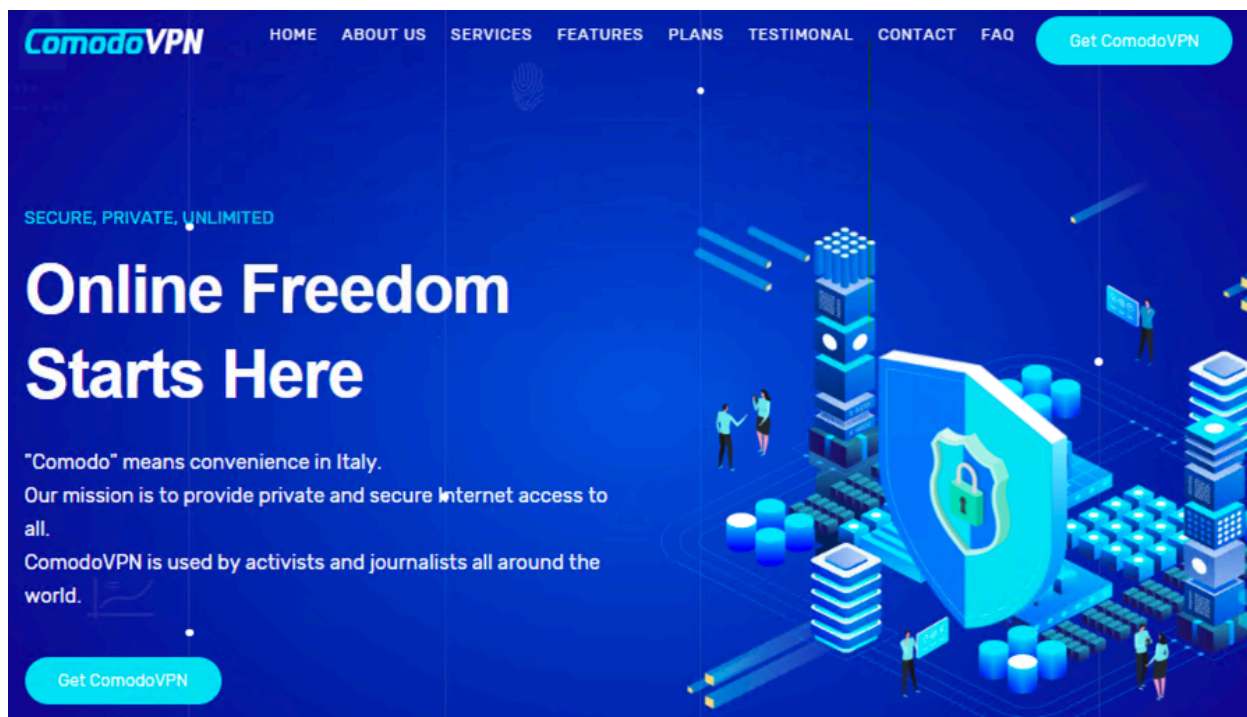 ComodoVPN
HOME ABOUT US SERVICES FEATURES PLANS TESTIMONAL CONTACT FAQ Get ComodoVPN
SECURE, PRIVATE, UNLIMITED
Online Freedom
Starts Here
"Comodo" means convenience in Italy.
Our mission is to provide private and secure Internet access to
all.
ComodoVPN is used by activists and journalists all around the
world.
Get ComodoVPN